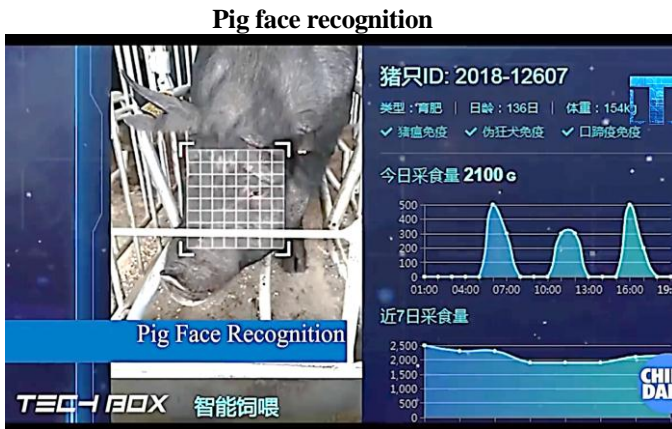 Pig face recognition
猪只ID: 2018-12607
类型：育肥 | 日龄：136日 | 体重：154kg
✓ 猪瘟免疫 ✓ 伪狂犬免疫 ✓ 口蹄疫免疫
今日采食量 2100 G
500
400
300
200
100
0
01:00 04:00 07:00 10:00 13:00 16:00 19:
近7日采食量
2,500
2,000
1,500
1,000
500
0
Pig Face Recognition
TECH BOX
智能饲喂
CHI
DAI